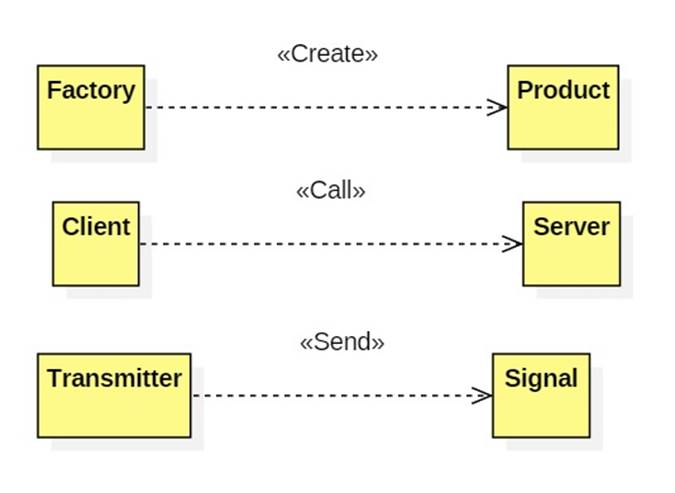 «Create»
Factory
Product
«Call»
Client
Server
«Send»
Transmitter
Signal